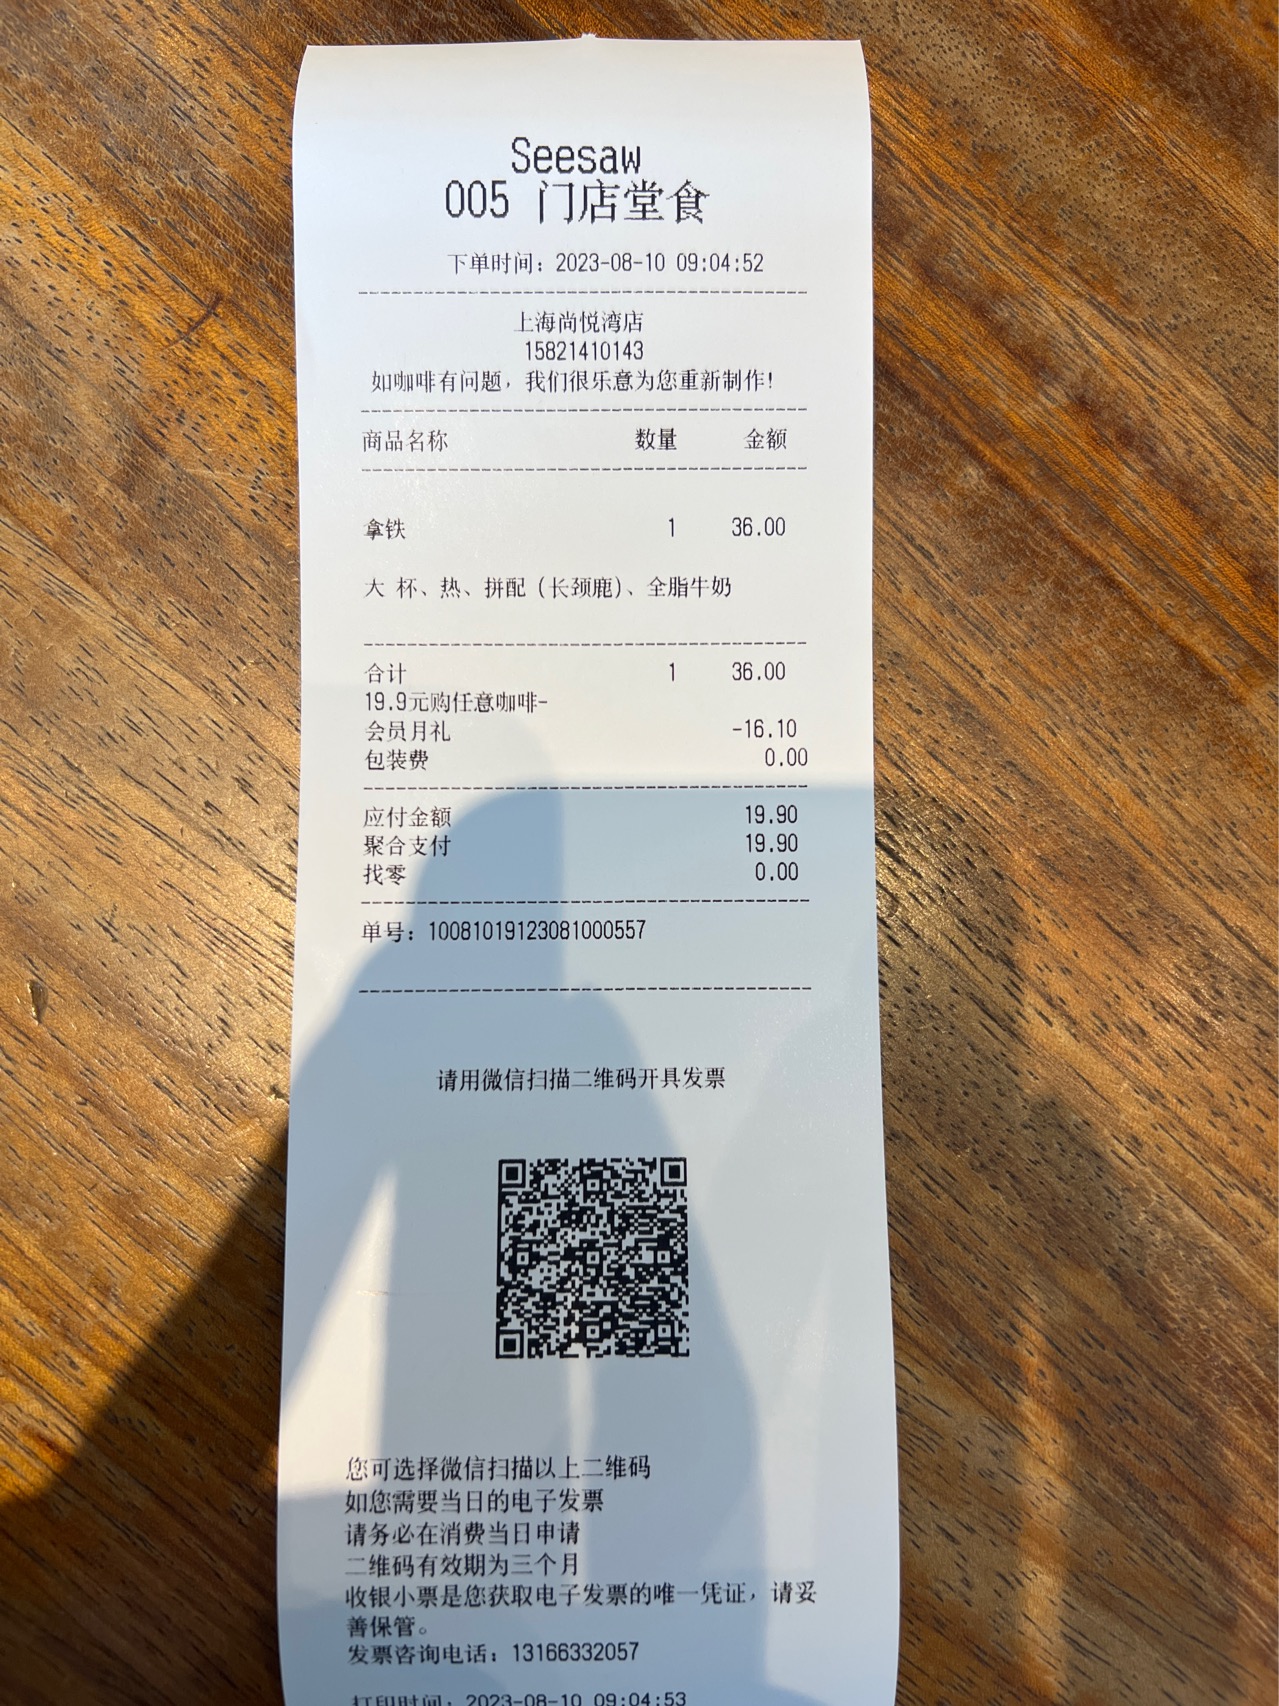 Seesaw
005 门店堂食
下单时间：2023-08-10 09:04:52
上海尚悦湾店
15821410143
如咖啡有问题，我们很乐意为您重新制作！
商品名称 数量 金额
拿铁 1 36.00
大 杯、热、拼配（长颈鹿）、全脂牛奶
合计 1 36.00
19.9元购任意咖啡-
会员月礼 -16.10
包装费 0.00
应付金额 19.90
聚合支付 19.90
找零 0.00
单号：10081019123081000557
请用微信扫描二维码开具发票
您可选择微信扫描以上二维码
如您需要当日的电子发票
请务必在消费当日申请
二维码有效期为三个月
收银小票是您获取电子发票的唯一凭证，请妥
善保管。
发票咨询电话：13166332057
打印时间：2023-08-10 09:04:53